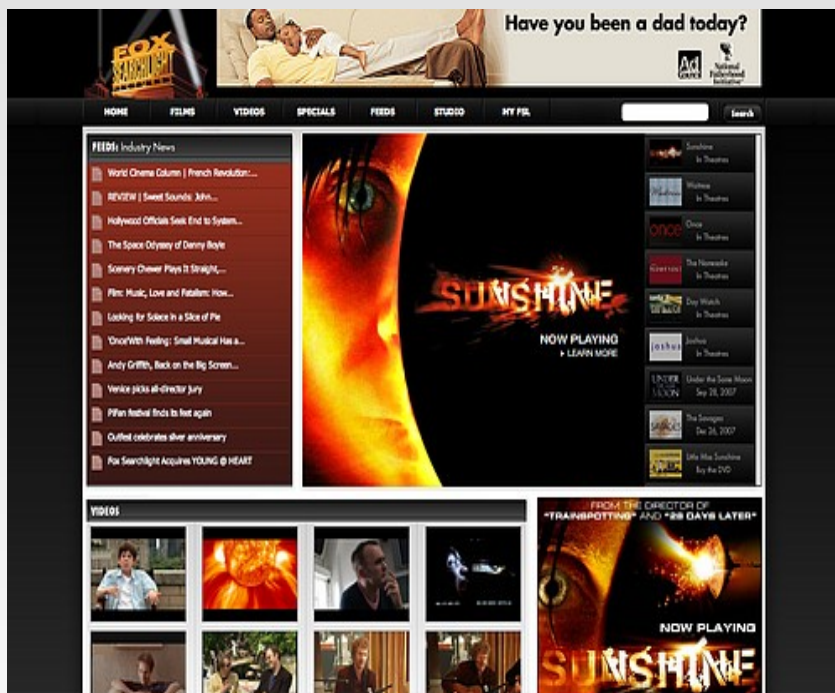 Have you been a dad today?
FOX
SEARCHLIGHT
Ad
Council
National
Fatherhood
Initiative
HOME
FILMS
VIDEOS
SPECIALS
FEEDS
STUDIO
MY FSL
Search
FEEDS: Industry News
World Cinema Column | French Revolution:...
REVIEW | Sweet Sounds: John...
Hollywood Officials Seek End to System...
The Space Odyssey of Danny Boyle
Scenery Chewer Plays It Straight,...
Film: Music, Love and Fatalism: How...
Looking for Solace in a Slice of Pie
'Once'With Feeling: Small Musical Has a...
Andy Griffith, Back on the Big Screen...
Venice picks all-director jury
PiFan festival finds its feet again
Outfest celebrates silver anniversary
Fox Searchlight Acquires YOUNG @ HEART
SUNSHINE
NOW PLAYING
LEARN MORE
Sunshine
In Theatres
Waitress
In Theatres
once
Once
In Theatres
The Namesake
In Theatres
Day Watch
In Theatres
joshua
Joshua
In Theatres
UNDER
MOON
Under the Same Moon
Sep 28, 2007
SAVAGES
The Savages
Dec 26, 2007
Little Miss Sunshine
Buy the DVD
VIDEOS
FROM THE DIRECTOR OF
"TRAINSPOTTING" AND "28 DAYS LATER"
NOW PLAYING
SUNSHINE